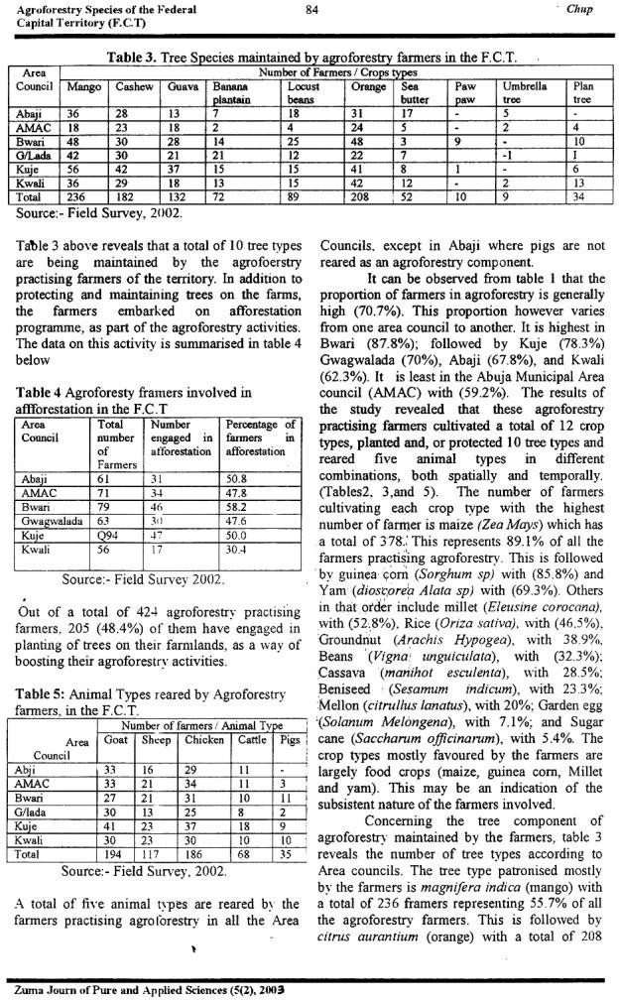 Agroforestry Species of the Federal 84 Chup
Capital Territory (F.C.T)
Table 3. Tree Species maintained by agroforestry farmers in the F.C.T.
Area Number of Farmers / Crops types
Council Mango Cashew Guava Banana Locust Orange Sea Paw Umbrella Plan
plantain beans butter paw tree tree
Abaji 36 28 13 7 18 31 17 - 5 -
AMAC 18 23 18 2 4 24 5 - 2 4
Bwari 48 30 28 14 25 48 3 9 10
G/Lada 42 30 21 21 12 22 7 -1 I
Kuje 56 42 37 15 15 41 8 1 - 6
Kwali 36 29 18 13 15 42 12 - 2 13
Total 236 182 132 72 89 208 52 10 9 34
Source:- Field Survey, 2002.
Table 3 above reveals that a total of 10 tree types
are being maintained by the agrofoerstry
practising farmers of the territory. In addition to
protecting and maintaining trees on the farms,
the farmers embarked on afforestation
programme, as part of the agroforestry activities.
The data on this activity is summarised in table 4
below
Table 4 Agroforesty framers involved in
affforestation in the F.C.T
Area Total Number Percentage of
Council number engaged in farmers in
of afforestation afforestation
Farmers
Abaji 61 31 50.8
AMAC 71 34 47.8
Bwari 79 46 58.2
Gwagwalada 63 30 47.6
Kuje Q94 47 50.0
Kwali 56 17 30.4
Source:- Field Survey 2002.
Out of a total of 424 agroforestry practising
farmers, 205 (48.4%) of them have engaged in
planting of trees on their farmlands, as a way of
boosting their agroforestry activities.
Table 5: Animal Types reared by Agroforestry
farmers, in the F.C.T.
Number of farmers / Animal Type
Area Goat Sheep Chicken Cattle Pigs
Council
Abji 33 16 29 11 -
AMAC 33 21 34 11 3
Bwari 27 21 31 10 11
G/lada 30 13 25 8 2
Kuje 41 23 37 18 9
Kwali 30 23 30 10 10
Total 194 117 186 68 35
Source:- Field Survey, 2002.
A total of five animal types are reared by the
farmers practising agroforestry in all the Area
Councils, except in Abaji where pigs are not
reared as an agroforestry component.
It can be observed from table 1 that the
proportion of farmers in agroforestry is generally
high (70.7%). This proportion however varies
from one area council to another. It is highest in
Bwari (87.8%); followed by Kuje (78.3%)
Gwagwalada (70%), Abaji (67.8%), and Kwali
(62.3%). It is least in the Abuja Municipal Area
council (AMAC) with (59.2%). The results of
the study revealed that these agroforestry
practising farmers cultivated a total of 12 crop
types, planted and, or protected 10 tree types and
reared five animal types in different
combinations, both spatially and temporally.
(Tables2, 3,and 5). The number of farmers
cultivating each crop type with the highest
number of farmer is maize (Zea Mays) which has
a total of 378. This represents 89.1% of all the
farmers practising agroforestry. This is followed
by guinea corn (Sorghum sp) with (85.8%) and
Yam (dioscorea Alata sp) with (69.3%). Others
in that order include millet (Eleusine corocana),
with (52.8%), Rice (Oriza sativa), with (46.5%),
Groundnut (Arachis Hypogea), with 38.9%,
Beans (Vigna unguiculata), with (32.3%);
Cassava (manihot esculenta), with 28.5%;
Beniseed (Sesamum indicum), with 23.3%;
Mellon (citrullus lanatus), with 20%; Garden egg
(Solanum Melongena), with 7.1%; and Sugar
cane (Saccharum officinarum), with 5.4%. The
crop types mostly favoured by the farmers are
largely food crops (maize, guinea corn, Millet
and yam). This may be an indication of the
subsistent nature of the farmers involved.
Concerning the tree component of
agroforestry maintained by the farmers, table 3
reveals the number of tree types according to
Area councils. The tree type patronised mostly
by the farmers is magnifera indica (mango) with
a total of 236 framers representing 55.7% of all
the agroforestry farmers. This is followed by
citrus aurantium (orange) with a total of 208
Zuma Journ of Pure and Applied Sciences (5(2), 2003